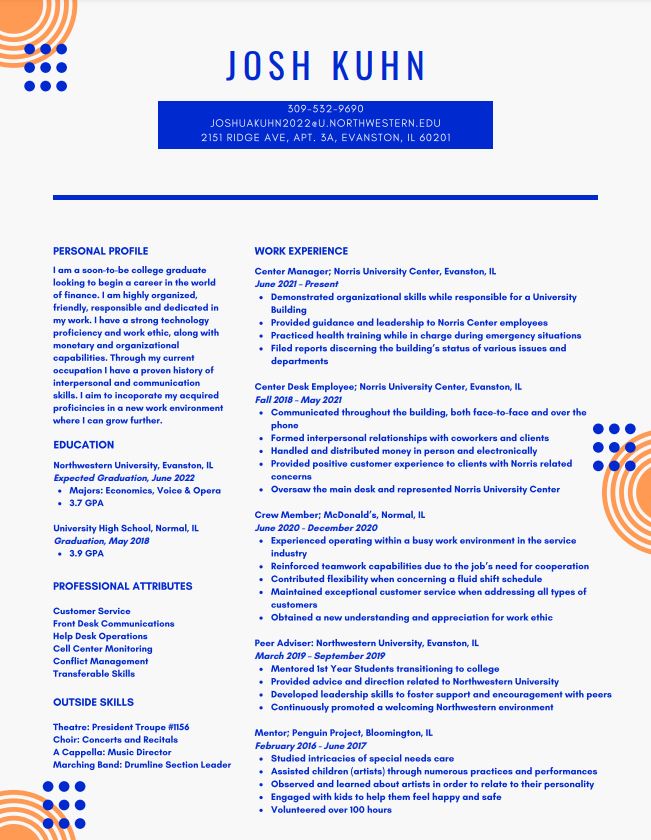 JOSH KUHN
309-532-9690
JOSHUAKUHN2022@U.NORTHWESTERN.EDU
2151 RIDGE AVE, APT. 3A, EVANSTON, IL 60201
PERSONAL PROFILE
I am a soon-to-be college graduate
looking to begin a career in the world
of finance. I am highly organized,
friendly, responsible and dedicated in
my work. I have a strong technology
proficiency and work ethic, along with
monetary and organizational
capabilities. Through my current
occupation I have a proven history of
interpersonal and communication
skills. I aim to incoporate my acquired
proficiencies in a new work environment
where I can grow further.
EDUCATION
Northwestern University, Evanston, IL
Expected Graduation, June 2022
• Majors: Economics, Voice & Opera
• 3.7 GPA
University High School, Normal, IL
Graduation, May 2018
• 3.9 GPA
PROFESSIONAL ATTRIBUTES
Customer Service
Front Desk Communications
Help Desk Operations
Cell Center Monitoring
Conflict Management
Transferable Skills
OUTSIDE SKILLS
Theatre: President Troupe #1156
Choir: Concerts and Recitals
A Cappella: Music Director
Marching Band: Drumline Section Leader
WORK EXPERIENCE
Center Manager; Norris University Center, Evanston, IL
June 2021 - Present
• Demonstrated organizational skills while responsible for a University
Building
• Provided guidance and leadership to Norris Center employees
• Practiced health training while in charge during emergency situations
• Filed reports discerning the building's status of various issues and
departments
Center Desk Employee; Norris University Center, Evanston, IL
Fall 2018 - May 2021
• Communicated throughout the building, both face-to-face and over the
phone
• Formed interpersonal relationships with coworkers and clients
• Handled and distributed money in person and electronically
• Provided positive customer experience to clients with Norris related
concerns
• Oversaw the main desk and represented Norris University Center
Crew Member; McDonald's, Normal, IL
June 2020 - December 2020
• Experienced operating within a busy work environment in the service
industry
• Reinforced teamwork capabilities due to the job's need for cooperation
• Contributed flexibility when concerning a fluid shift schedule
• Maintained exceptional customer service when addressing all types of
customers
• Obtained a new understanding and appreciation for work ethic
Peer Adviser: Northwestern University, Evanston, IL
March 2019 - September 2019
• Mentored 1st Year Students transitioning to college
• Provided advice and direction related to Northwestern University
• Developed leadership skills to foster support and encouragement with peers
• Continuously promoted a welcoming Northwestern environment
Mentor; Penguin Project, Bloomington, IL
February 2016 - June 2017
• Studied intricacies of special needs care
• Assisted children (artists) through numerous practices and performances
• Observed and learned about artists in order to relate to their personality
• Engaged with kids to help them feel happy and safe
• Volunteered over 100 hours